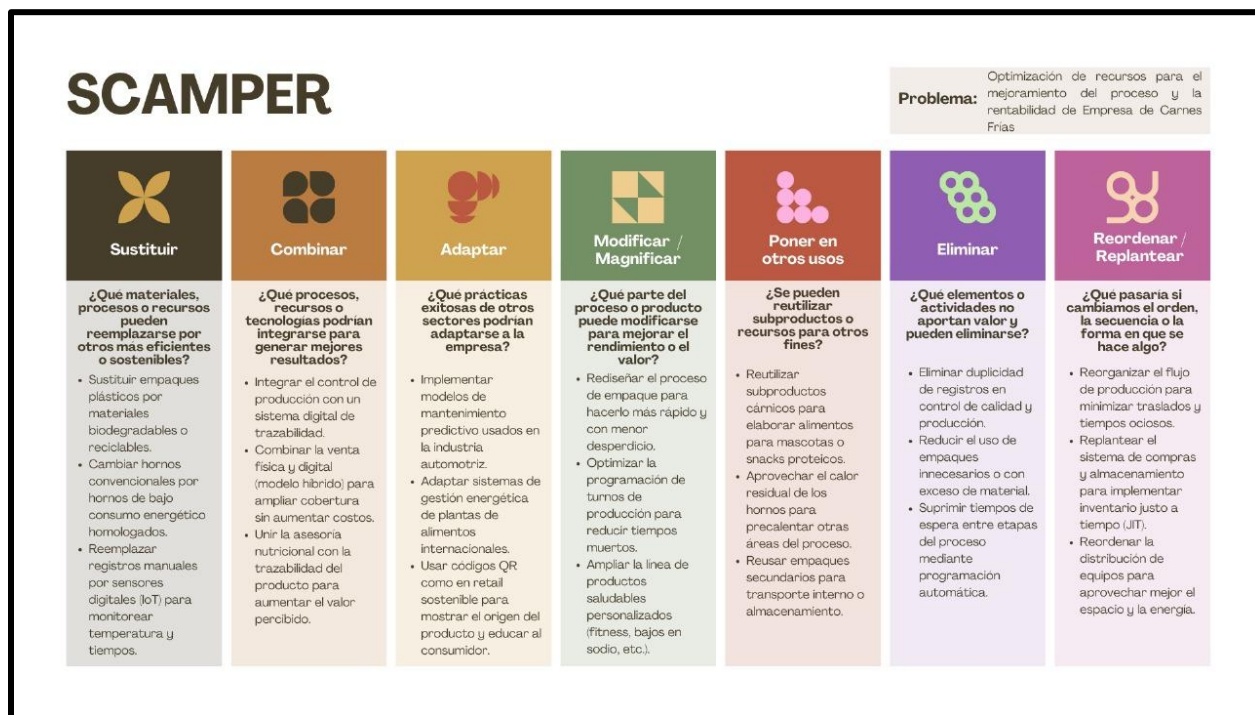 SCAMPER
Problema:
Optimización de recursos para el
mejoramiento del proceso y la
rentabilidad de Empresa de Carnes
Frías
Sustituir
¿Qué materiales,
procesos o recursos
pueden
reemplazarse por
otros más eficientes
o sostenibles?
• Sustituir empaques
plásticos por
materiales
biodegradables o
reciclables.
• Cambiar hornos
convencionales por
hornos de bajo
consumo energético
homologados.
• Reemplazar
registros manuales
por sensores
digitales (IoT) para
monitorear
temperatura y
tiempos.
Combinar
¿Qué procesos,
recursos o
tecnologías podrían
integrarse para
generar mejores
resultados?
• Integrar el control de
producción con un
sistema digital de
trazabilidad.
• Combinar la venta
física y digital
(modelo híbrido) para
ampliar cobertura
sin aumentar costos.
• Unir la asesoría
nutricional con la
trazabilidad del
producto para
aumentar el valor
percibido.
Adaptar
¿Qué prácticas
exitosas de otros
sectores podrían
adaptarse a la
empresa?
• Implementar
modelos de
mantenimiento
predictivo usados en
la industria
automotriz.
• Adaptar sistemas de
gestión energética
de plantas de
alimentos
internacionales.
• Usar códigos QR
como en retail
sostenible para
mostrar el origen del
producto y educar al
consumidor.
Modificar /
Magnificar
¿Qué parte del
proceso o producto
puede modificarse
para mejorar el
rendimiento o el
valor?
• Rediseñar el proceso
de empaque para
hacerlo más rápido y
con menor
desperdicio.
• Optimizar la
programación de
turnos de
producción para
reducir tiempos
muertos.
• Ampliar la línea de
productos
saludables
personalizados
(fitness, bajos en
sodio, etc.).
Poner en
otros usos
¿Se pueden
reutilizar
subproductos o
recursos para otros
fines?
• Reutilizar
subproductos
cárnicos para
elaborar alimentos
para mascotas o
snacks proteicos.
• Aprovechar el calor
residual de los
hornos para
precalentar otras
áreas del proceso.
• Reusar empaques
secundarios para
transporte interno o
almacenamiento.
Eliminar
¿Qué elementos o
actividades no
aportan valor y
pueden eliminarse?
• Eliminar duplicidad
de registros en
control de calidad y
producción.
• Reducir el uso de
empaques
innecesarios o con
exceso de material.
• Suprimir tiempos de
espera entre etapas
del proceso
mediante
programación
automática.
Reordenar /
Replantear
¿Qué pasaría si
cambiamos el orden,
la secuencia o la
forma en que se
hace algo?
• Reorganizar el flujo
de producción para
minimizar traslados y
tiempos ociosos.
• Replantear el
sistema de compras
y almacenamiento
para implementar
inventario justo a
tiempo (JIT).
• Reordenar la
distribución de
equipos para
aprovechar mejor el
espacio y la energía.